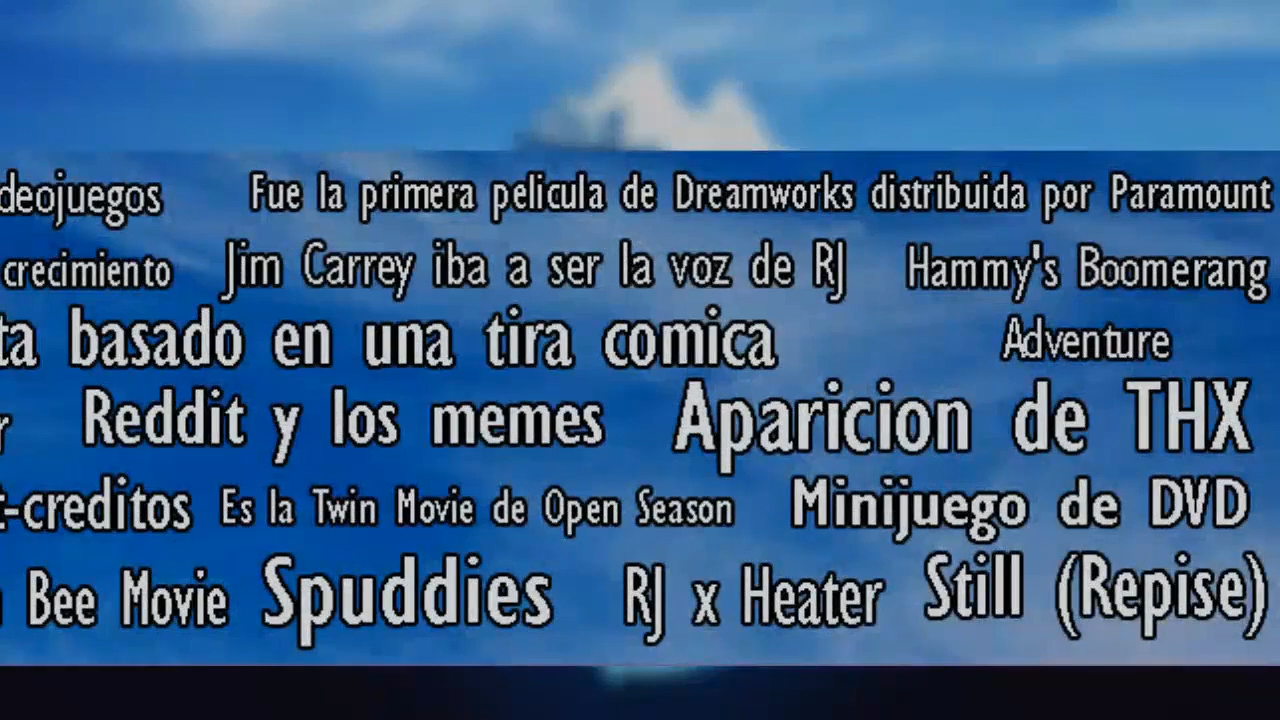 deojuegos Fue la primera pelicula de Dreamworks distribuida por Paramount
crecimiento Jim Carrey iba a ser la voz de RJ Hammy's Boomerang
ta basado en una tira comica Adventure
r Reddit y los memes Aparicion de THX
t-creditos Es la Twin Movie de Open Season Minijuego de DVD
Bee Movie Spuddies RJ x Heater Still (Repise)